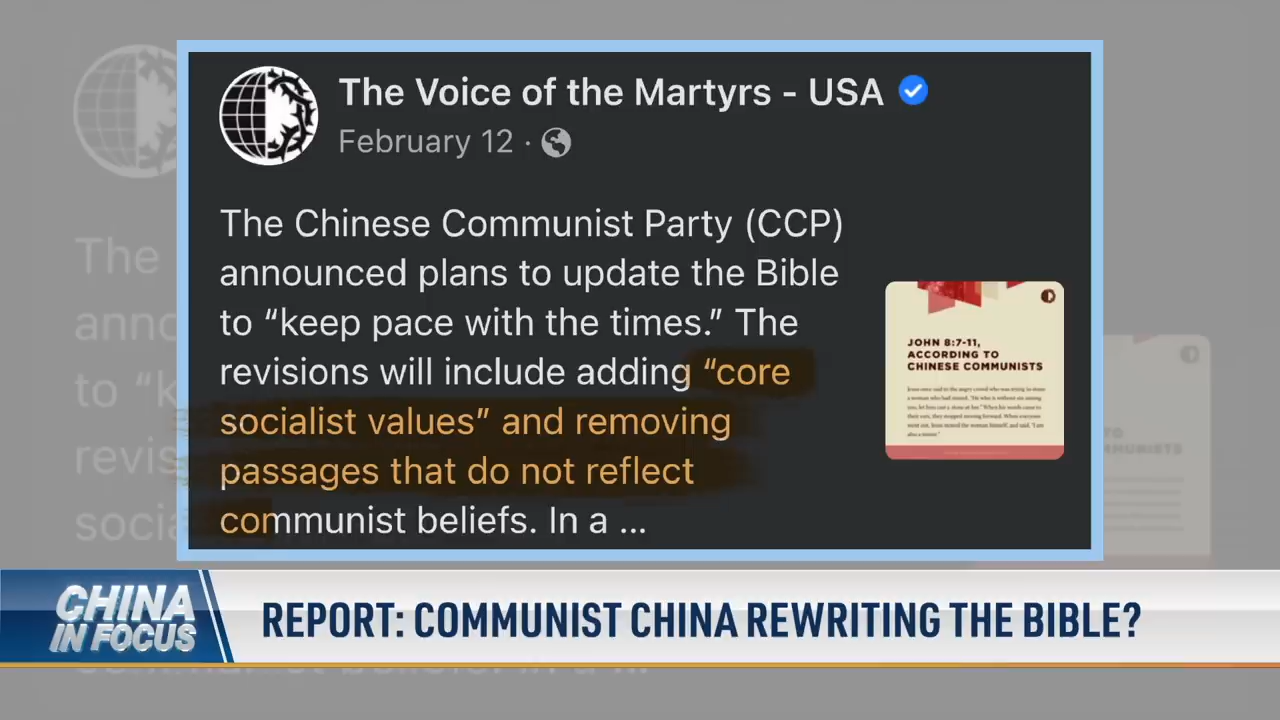 The Voice of the Martyrs - USA
February 12 ·
The Chinese Communist Party (CCP)
announced plans to update the Bible
to “keep pace with the times.” The
revisions will include adding “core
socialist values” and removing
passages that do not reflect
communist beliefs. In a ...
JOHN 8:7-11,
ACCORDING TO
CHINESE COMMUNISTS
CHINA
IN FOCUS
REPORT: COMMUNIST CHINA REWRITING THE BIBLE?